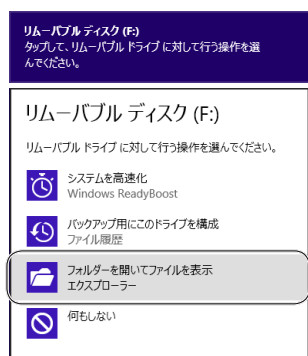 リムーバブル ディスク (F:)
タップして、リムーバブル ドライブ に対して行う操作を選
んでください。
リムーバブル ディスク (F:)
リムーバブル ドライブ に対して行う操作を選んでください。
システムを高速化
Windows ReadyBoost
バックアップ用にこのドライブを構成
ファイル履歴
フォルダーを開いてファイルを表示
エクスプローラー
何もしない